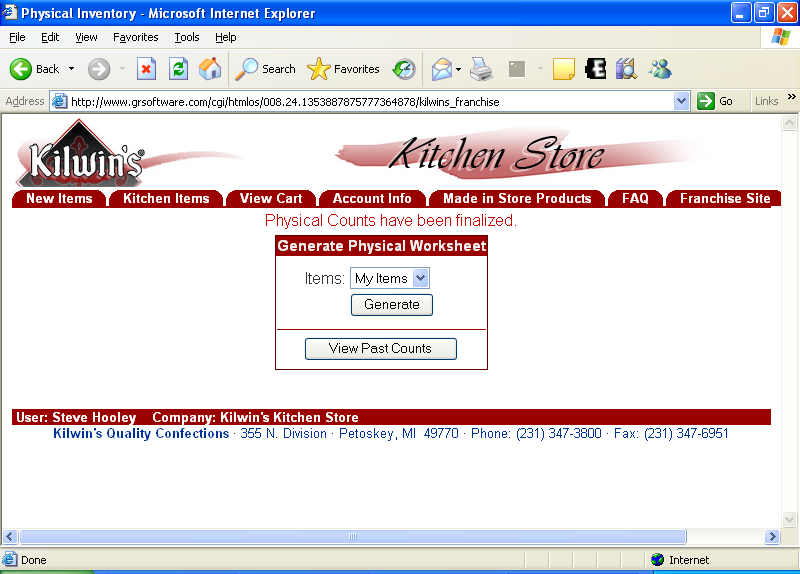 Physical Inventory - Microsoft Internet Explorer
File Edit View Favorites Tools Help
Back Search Favorites
Address http://www.grsoftware.com/cgi/htmlos/008.24.1353887875777364878/kilwins_franchise Go Links »
Kilwin's® Kitchen Store
New Items Kitchen Items View Cart Account Info Made in Store Products FAQ Franchise Site
Physical Counts have been finalized.
Generate Physical Worksheet
Items: My Items
Generate
View Past Counts
User: Steve Hooley Company: Kilwin's Kitchen Store
Kilwin's Quality Confections · 355 N. Division · Petoskey, MI 49770 · Phone: (231) 347-3800 · Fax: (231) 347-6951
Done Internet